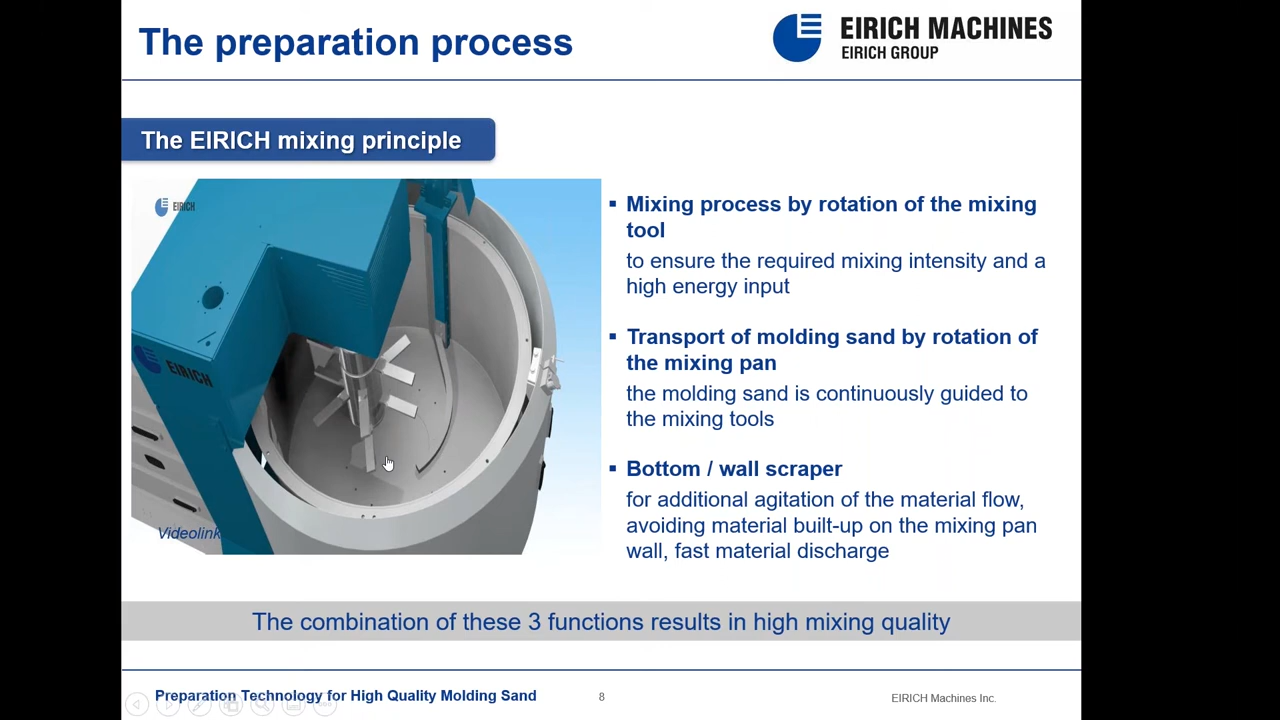 The preparation process
EIRICH MACHINES
EIRICH GROUP
The EIRICH mixing principle
EIRICH
EIRICH
Videolink
▪ Mixing process by rotation of the mixing
tool
to ensure the required mixing intensity and a
high energy input
▪ Transport of molding sand by rotation of
the mixing pan
the molding sand is continuously guided to
the mixing tools
▪ Bottom / wall scraper
for additional agitation of the material flow,
avoiding material built-up on the mixing pan
wall, fast material discharge
The combination of these 3 functions results in high mixing quality
Preparation Technology for High Quality Molding Sand
8
EIRICH Machines Inc.